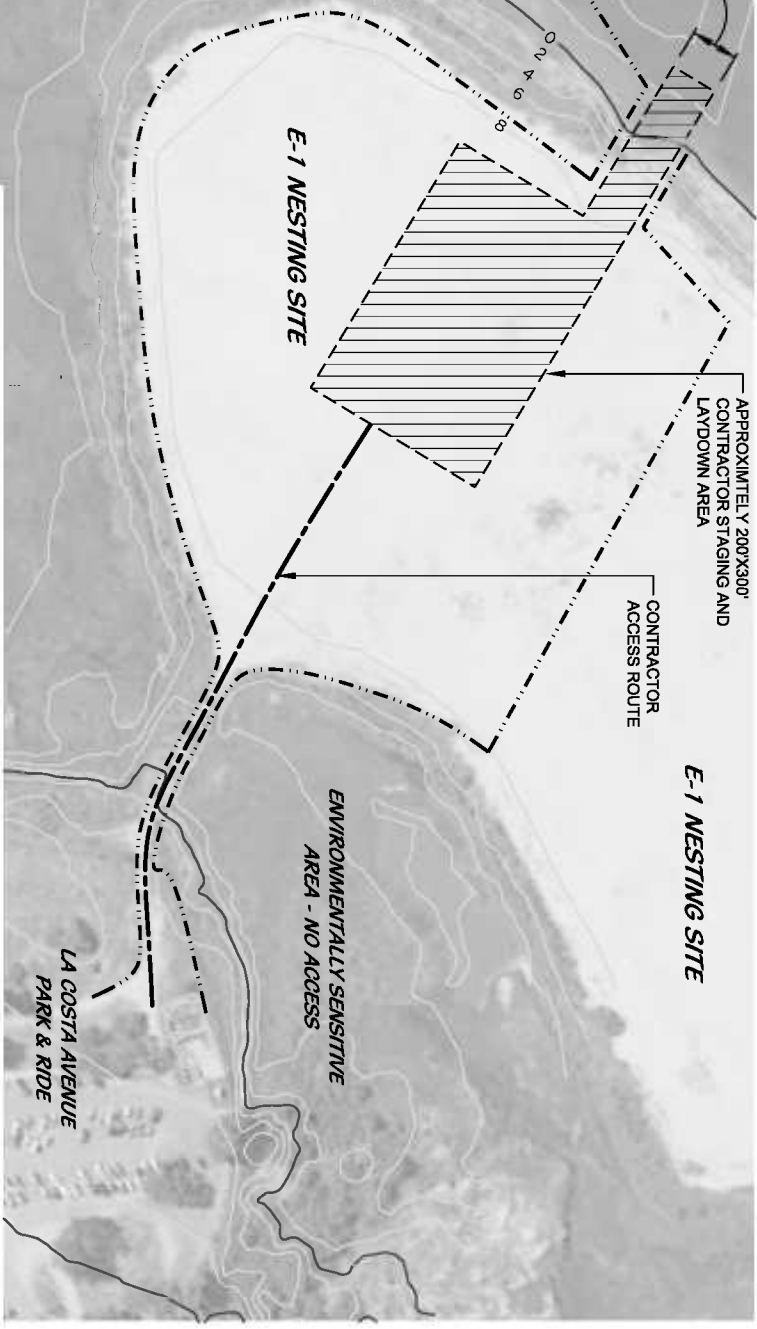 APPROXIMTELY 200'X300'
CONTRACTOR STAGING AND
LAYDOWN AREA
CONTRACTOR
ACCESS ROUTE
E-1 NESTING SITE
E-1 NESTING SITE
0
2
4
6
8
ENVIRONMENTALLY SENSITIVE
AREA - NO ACCESS
LA COSTA AVENUE
PARK & RIDE